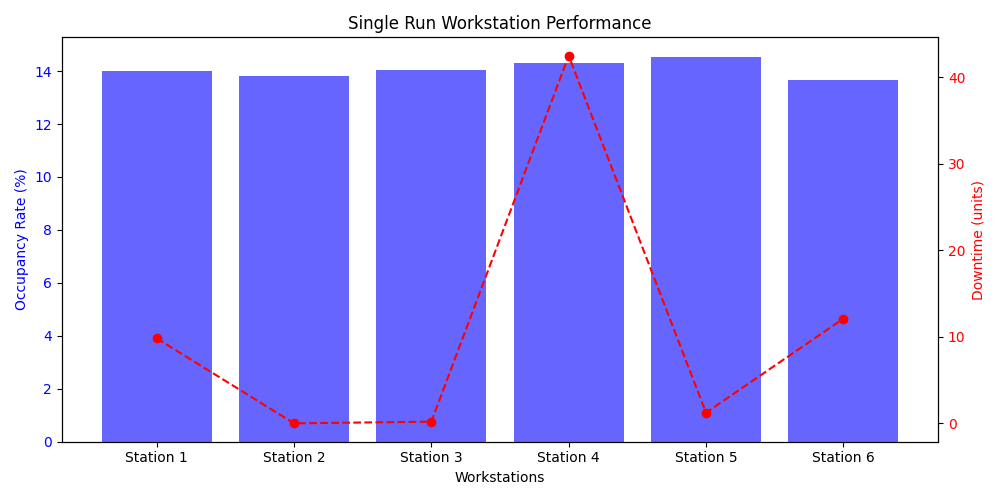 Single Run Workstation Performance
Occupancy Rate (%)
14
12
10
8
6
4
2
0
40
30
20
10
0
Downtime (units)
Station 1 Station 2 Station 3 Station 4 Station 5 Station 6
Workstations